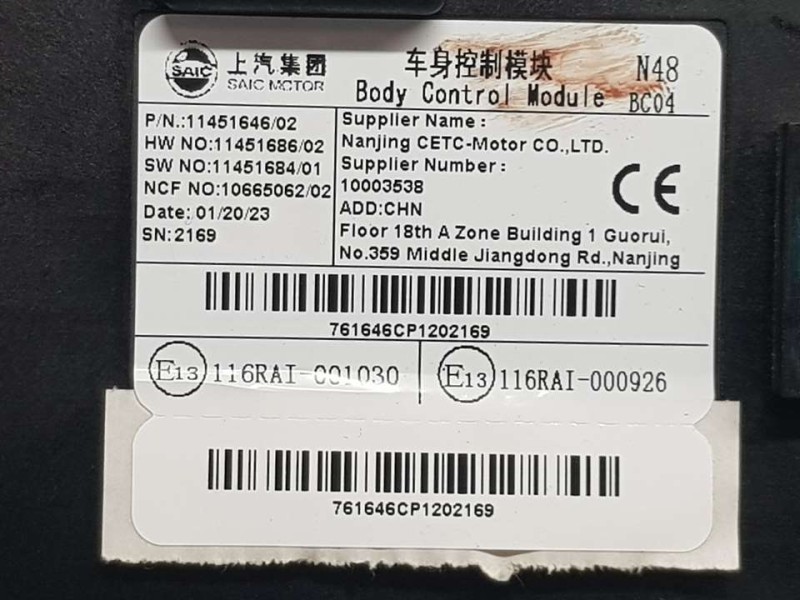 SAIC 上汽集团 车身控制模块 N48
SAIC MOTOR Body Control Module BC04
P/N.:11451646/02
HW NO:11451686/02
SW NO:11451684/01
NCF NO:10665062/02
Date: 01/20/23
SN:2169
Supplier Name:
Nanjing CETC-Motor CO.,LTD.
Supplier Number:
10003538
ADD:CHN
Floor 18th A Zone Building 1 Guorui,
No.359 Middle Jiangdong Rd.,Nanjing
CE
761646CP1202169
E13 116RAI-001030
E13 116RAI-000926
761646CP1202169